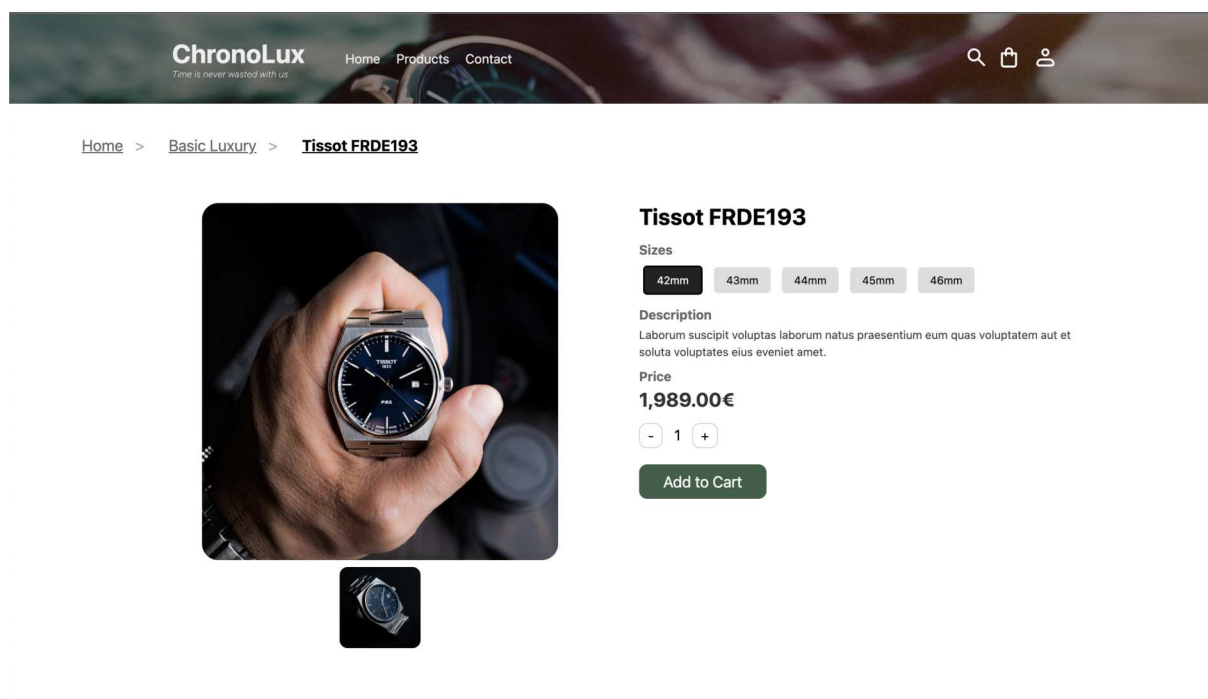 ChronoLux
Time is never wasted with us
Home Products Contact
Home > Basic Luxury > Tissot FRDE193
Tissot FRDE193
Sizes
42mm 43mm 44mm 45mm 46mm
Description
Laborum suscipit voluptas laborum natus praesentium eum quas voluptatem aut et
soluta voluptates eius eveniet amet.
Price
1,989.00€
- 1 +
Add to Cart
TISSOT
1853
PRX